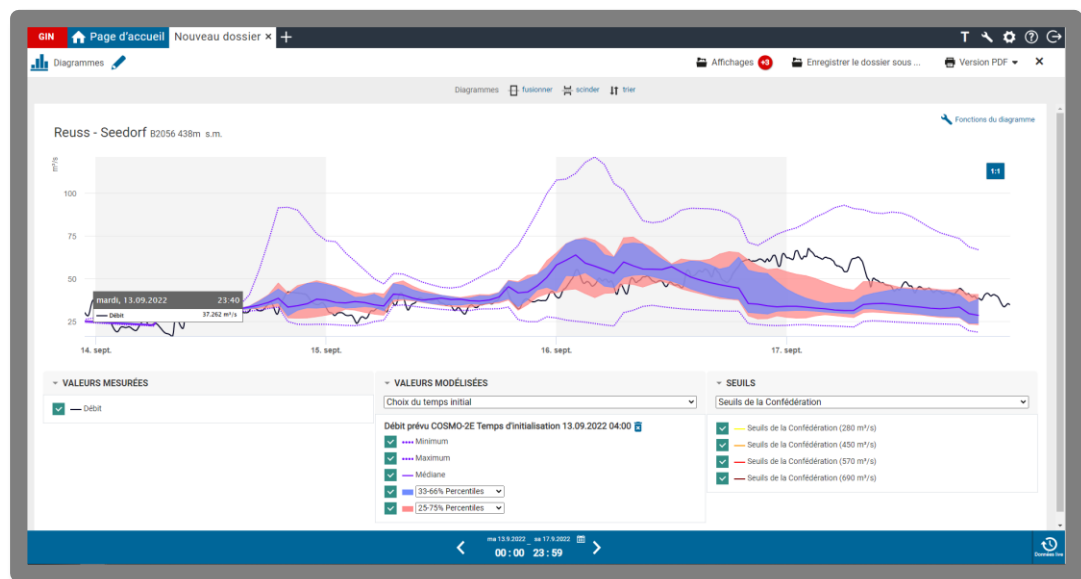 GIN Page d'accueil Nouveau dossier × + T
Diagrammes Affichages +3 Enregistrer le dossier sous ... Version PDF ×
Diagrammes fusionner scinder trier
Fonctions du diagramme
Reuss - Seedorf B2056 438m s.m.
m³/s
1:1
100
75
50
mardi, 13.09.2022 23:40
Débit 37.262 m³/s
25
14. sept. 15. sept. 16. sept. 17. sept.
VALEURS MESURÉES
Débit
VALEURS MODÉLISÉES
Choix du temps initial
Débit prévu COSMO-2E Temps d'initialisation 13.09.2022 04:00
Minimum
Maximum
Médiane
33-66% Percentiles
25-75% Percentiles
SEUILS
Seuils de la Confédération
Seuils de la Confédération (280 m³/s)
Seuils de la Confédération (450 m³/s)
Seuils de la Confédération (570 m³/s)
Seuils de la Confédération (690 m³/s)
ma 13.9.2022 _ sa 17.9.2022
00:00 23:59
Données live